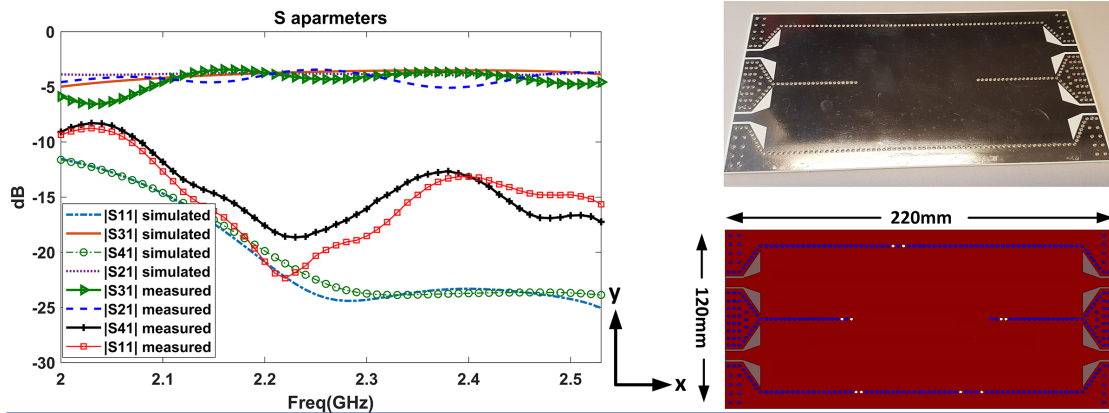 S aparmeters
0
-5
-10
-15
-20
-25
-30
dB
2
2.1
2.2
2.3
2.4
2.5
Freq(GHz)
|S11| simulated
|S31| simulated
|S41| simulated
|S21| simulated
|S31| measured
|S21| measured
|S41| measured
|S11| measured
y
x
220mm
120mm